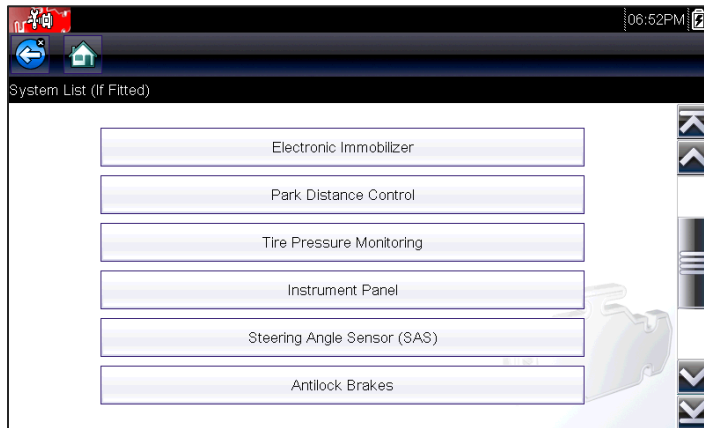 06:52PM
System List (If Fitted)
Electronic Immobilizer
Park Distance Control
Tire Pressure Monitoring
Instrument Panel
Steering Angle Sensor (SAS)
Antilock Brakes